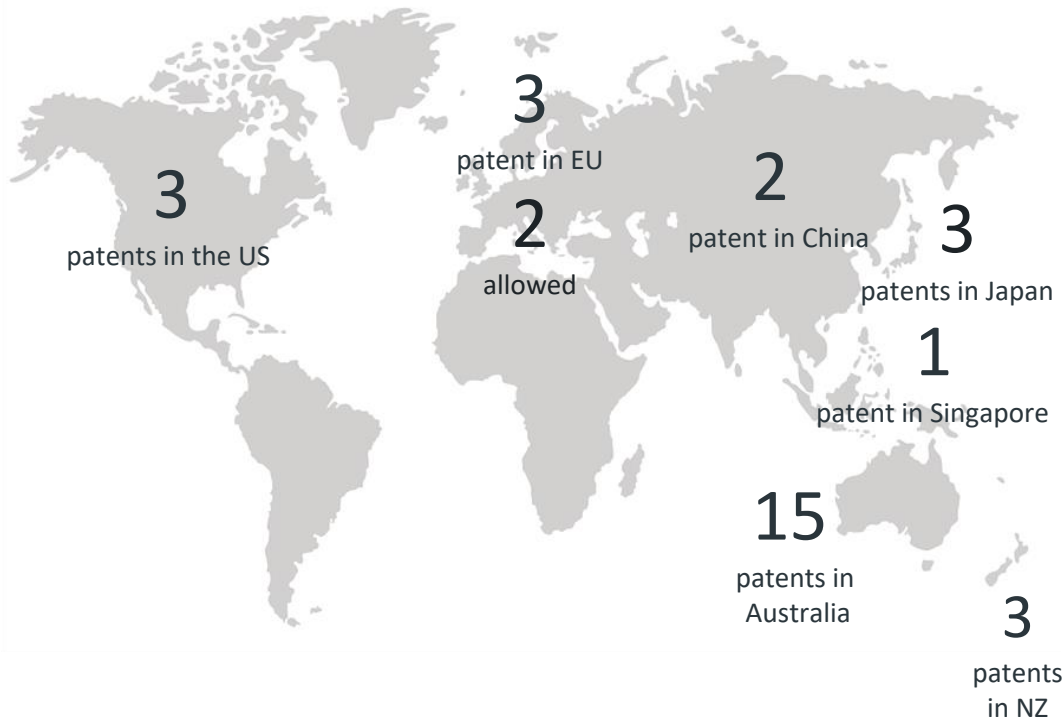 3
patents in the US
3
patent in EU
2
allowed
2
patent in China
3
patents in Japan
1
patent in Singapore
15
patents in
Australia
3
patents
in NZ